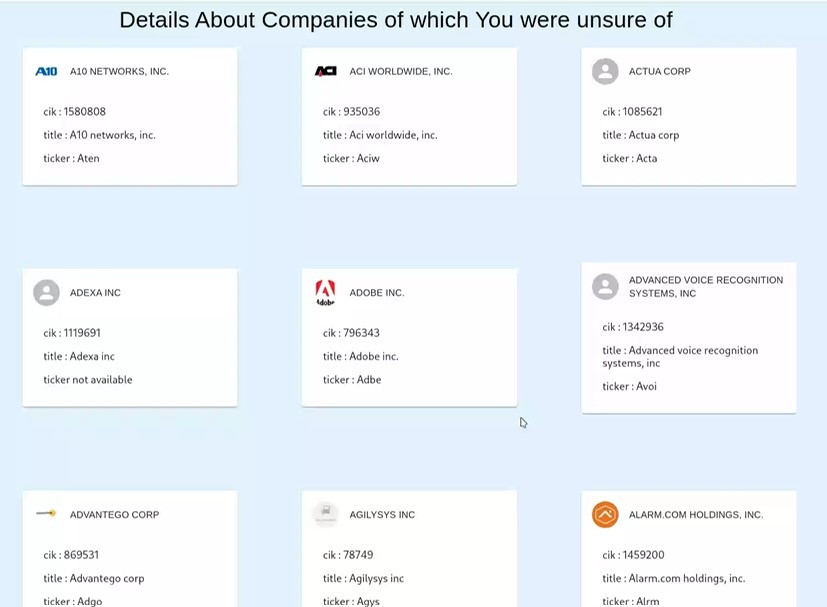 Details About Companies of which You were unsure of
A10 A10 NETWORKS, INC.
cik : 1580808
title : A10 networks, inc.
ticker : Aten
ACI ACI WORLDWIDE, INC.
cik : 935036
title : Aci worldwide, inc.
ticker : Aciw
ACTUA CORP
cik : 1085621
title : Actua corp
ticker : Acta
ADEXA INC
cik : 1119691
title : Adexa inc
ticker not available
Adobe ADOBE INC.
cik : 796343
title : Adobe inc.
ticker : Adbe
ADVANCED VOICE RECOGNITION
SYSTEMS, INC
cik : 1342936
title : Advanced voice recognition
systems, inc
ticker : Avoi
ADVANTEGO CORP
cik : 869531
title : Advantego corp
ticker : Adgo
AGILYSYS INC
cik : 78749
title : Agilysys inc
ticker : Agys
ALARM.COM HOLDINGS, INC.
cik : 1459200
title : Alarm.com holdings, inc.
ticker : Alrm